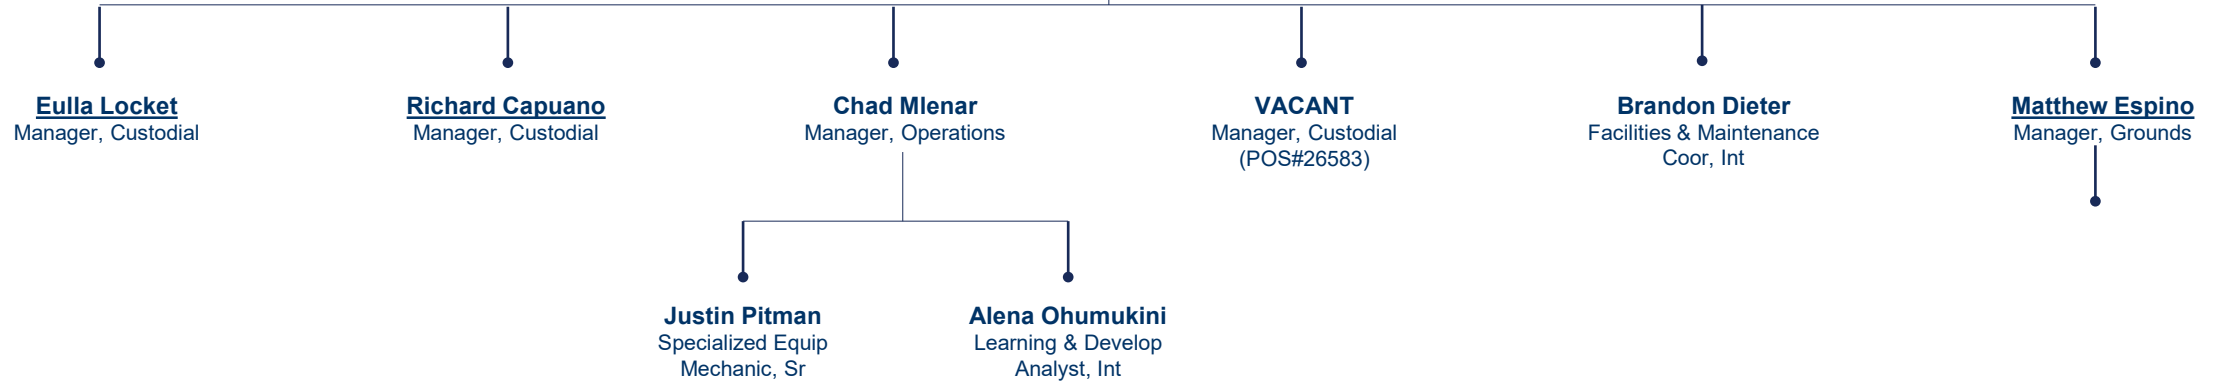 Eulla Locket
Manager, Custodial
Richard Capuano
Manager, Custodial
Chad Mlenar
Manager, Operations
VACANT
Manager, Custodial
(POS#26583)
Brandon Dieter
Facilities & Maintenance
Coor, Int
Matthew Espino
Manager, Grounds
Justin Pitman
Specialized Equip
Mechanic, Sr
Alena Ohumukini
Learning & Develop
Analyst, Int